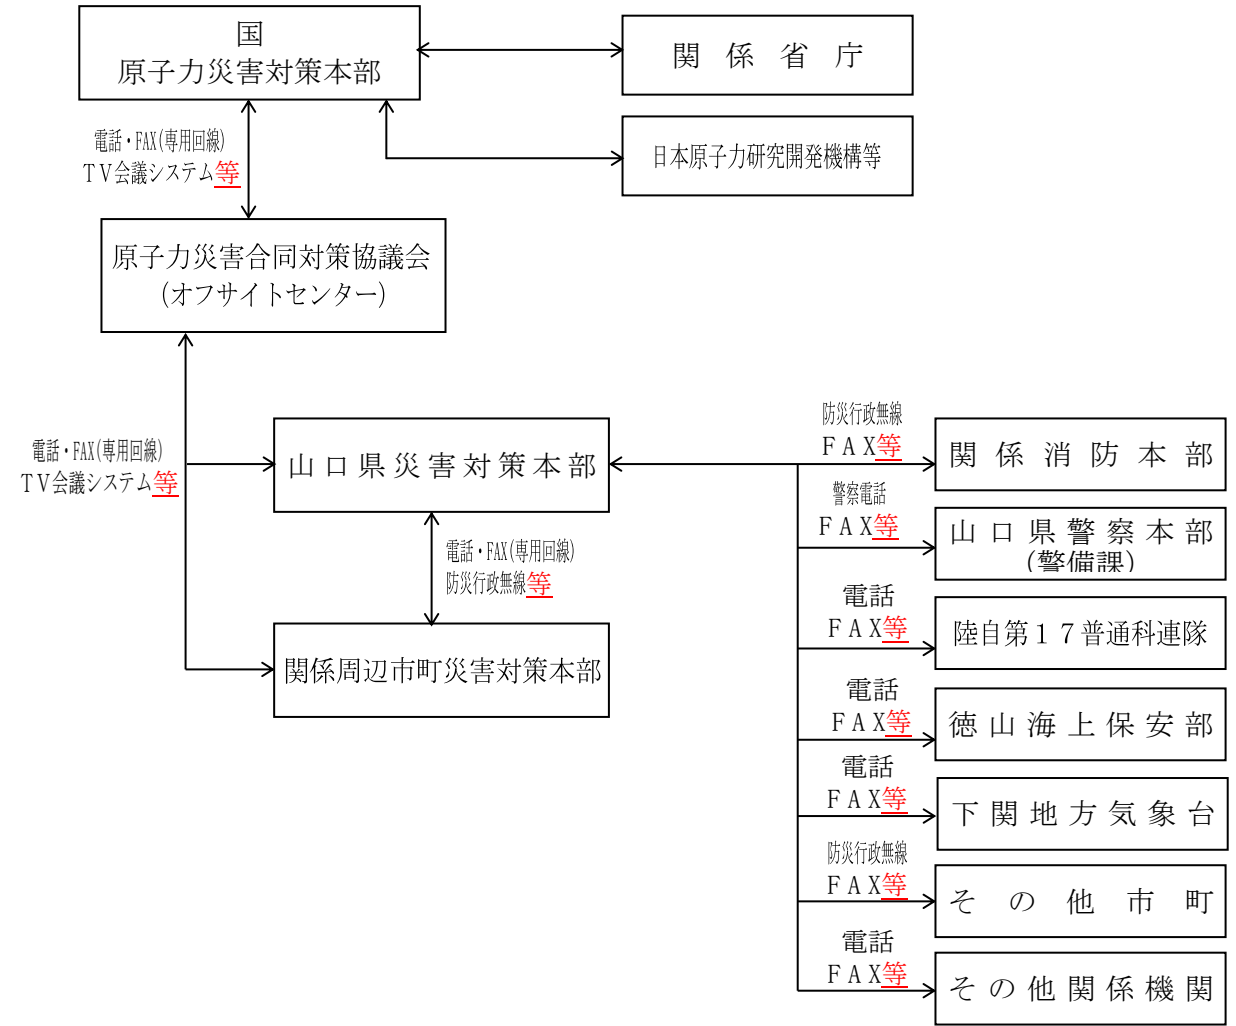 国
原子力災害対策本部
関係省庁
日本原子力研究開発機構等
電話・FAX(専用回線)
ＴＶ会議システム等
原子力災害合同対策協議会
(オフサイトセンター)
電話・FAX(専用回線)
ＴＶ会議システム等
山口県災害対策本部
電話・FAX(専用回線)
防災行政無線等
関係周辺市町災害対策本部
防災行政無線
ＦＡＸ等
関係消防本部
警察電話
ＦＡＸ等
山口県警察本部
(警備課)
電話
ＦＡＸ等
陸自第１７普通科連隊
電話
ＦＡＸ等
徳山海上保安部
電話
ＦＡＸ等
下関地方気象台
防災行政無線
ＦＡＸ等
その他市町
電話
ＦＡＸ等
その他関係機関